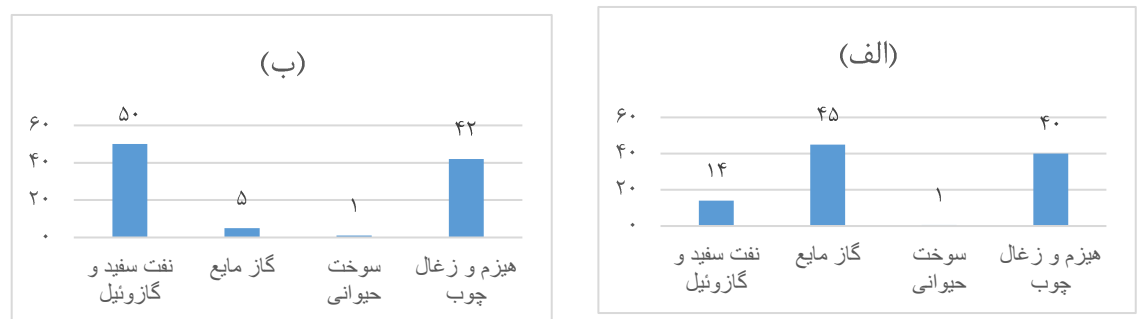 (الف)
۶۰
۴۰
۲۰
۰
۱۴
۴۵
۱
۴۰
نفت سفید و
گازوئیل
گاز مایع
سوخت
حیوانی
هیزم و زغال
چوب
(ب)
۶۰
۴۰
۲۰
۰
۵۰
۵
۱
۴۲
نفت سفید و
گازوئیل
گاز مایع
سوخت
حیوانی
هیزم و زغال
چوب